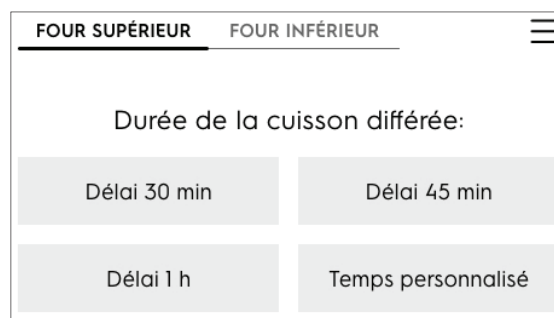 FOUR SUPÉRIEUR FOUR INFÉRIEUR
Durée de la cuisson différée:
Délai 30 min Délai 45 min
Délai 1 h Temps personnalisé